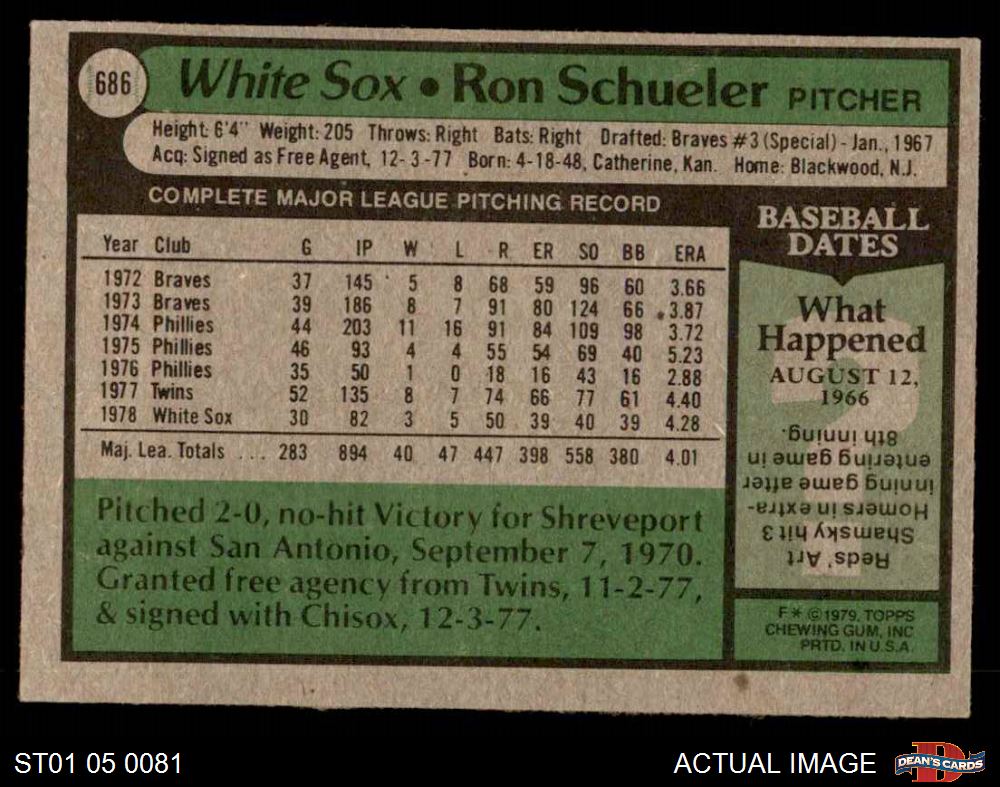 686
White Sox • Ron Schueler PITCHER
Height: 6'4" Weight: 205 Throws: Right Bats: Right Drafted: Braves #3 (Special) - Jan., 1967
Acq: Signed as Free Agent, 12-3-77 Born: 4-18-48, Catherine, Kan. Home: Blackwood, N.J.
COMPLETE MAJOR LEAGUE PITCHING RECORD
Year Club G IP W L R ER SO BB ERA
1972 Braves 37 145 5 8 68 59 96 60 3.66
1973 Braves 39 186 8 7 91 80 124 66 3.87
1974 Phillies 44 203 11 16 91 84 109 98 3.72
1975 Phillies 46 93 4 4 55 54 69 40 5.23
1976 Phillies 35 50 1 0 18 16 43 16 2.88
1977 Twins 52 135 8 7 74 66 77 61 4.40
1978 White Sox 30 82 3 5 50 39 40 39 4.28
Maj. Lea. Totals ... 283 894 40 47 447 398 558 380 4.01
Pitched 2-0, no-hit Victory for Shreveport
against San Antonio, September 7, 1970.
Granted free agency from Twins, 11-2-77,
& signed with Chisox, 12-3-77.
BASEBALL
DATES
What
Happened
AUGUST 12,
1966
Reds' Art
Shamsky hit 3
Homers in extra-
inning game after
entering game in
8th inning.
F * © 1979, TOPPS
CHEWING GUM, INC
PRTD. IN U.S.A.
ST01 05 0081
ACTUAL IMAGE
D
DEAN'S CARDS